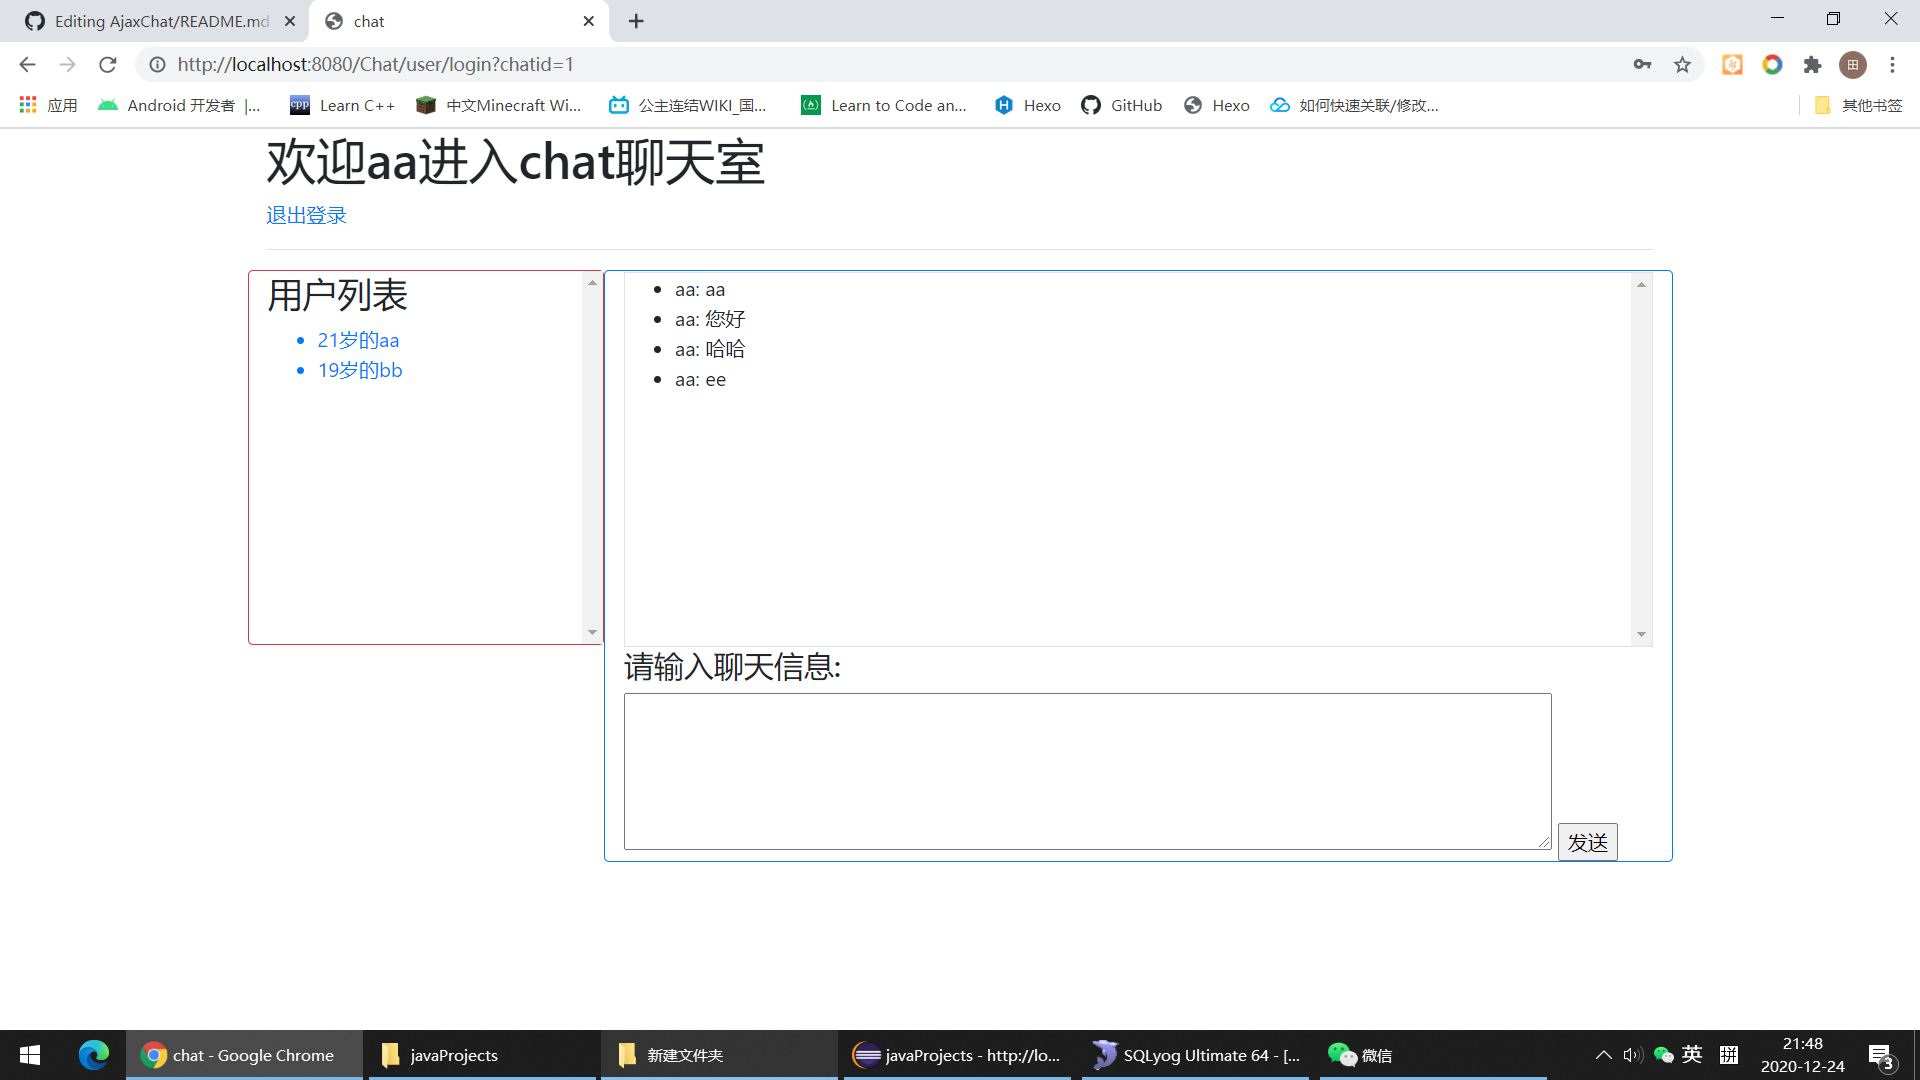 Editing AjaxChat/README.md
chat
http://localhost:8080/Chat/user/login?chatid=1
田
应用
Android 开发者 |...
cpp
Learn C++
中文Minecraft Wi...
公主连结WIKI_国...
Learn to Code an...
Hexo
GitHub
Hexo
如何快速关联/修改...
其他书签
欢迎aa进入chat聊天室
退出登录
用户列表
21岁的aa
19岁的bb
aa: aa
aa: 您好
aa: 哈哈
aa: ee
请输入聊天信息:
发送
chat - Google Chrome
javaProjects
新建文件夹
javaProjects - http://lo...
SQLyog Ultimate 64 - [...
微信
英
拼
21:48
2020-12-24
3